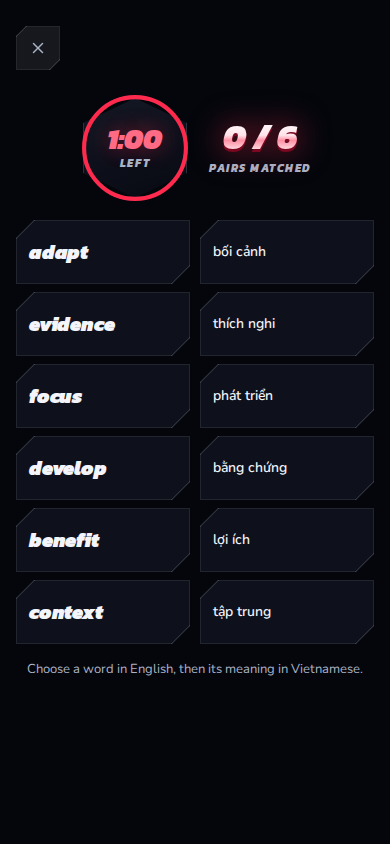 1:00
LEFT
0 / 6
PAIRS MATCHED
adapt
bối cảnh
evidence
thích nghi
focus
phát triển
develop
bằng chứng
benefit
lợi ích
context
tập trung
Choose a word in English, then its meaning in Vietnamese.